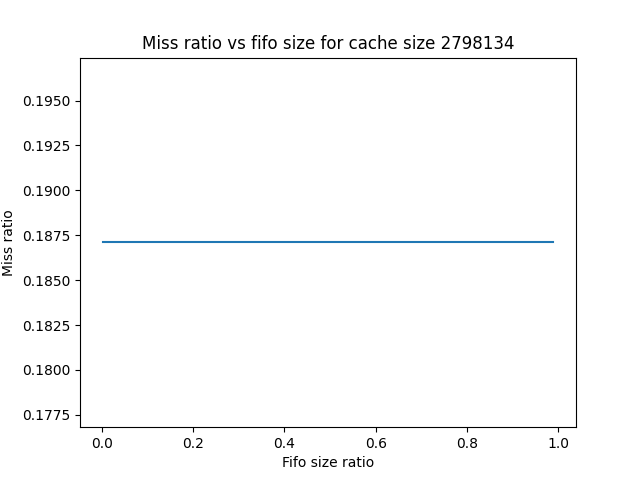 Miss ratio vs fifo size for cache size 2798134
Miss ratio
0.1950
0.1925
0.1900
0.1875
0.1850
0.1825
0.1800
0.1775
0.0 0.2 0.4 0.6 0.8 1.0
Fifo size ratio